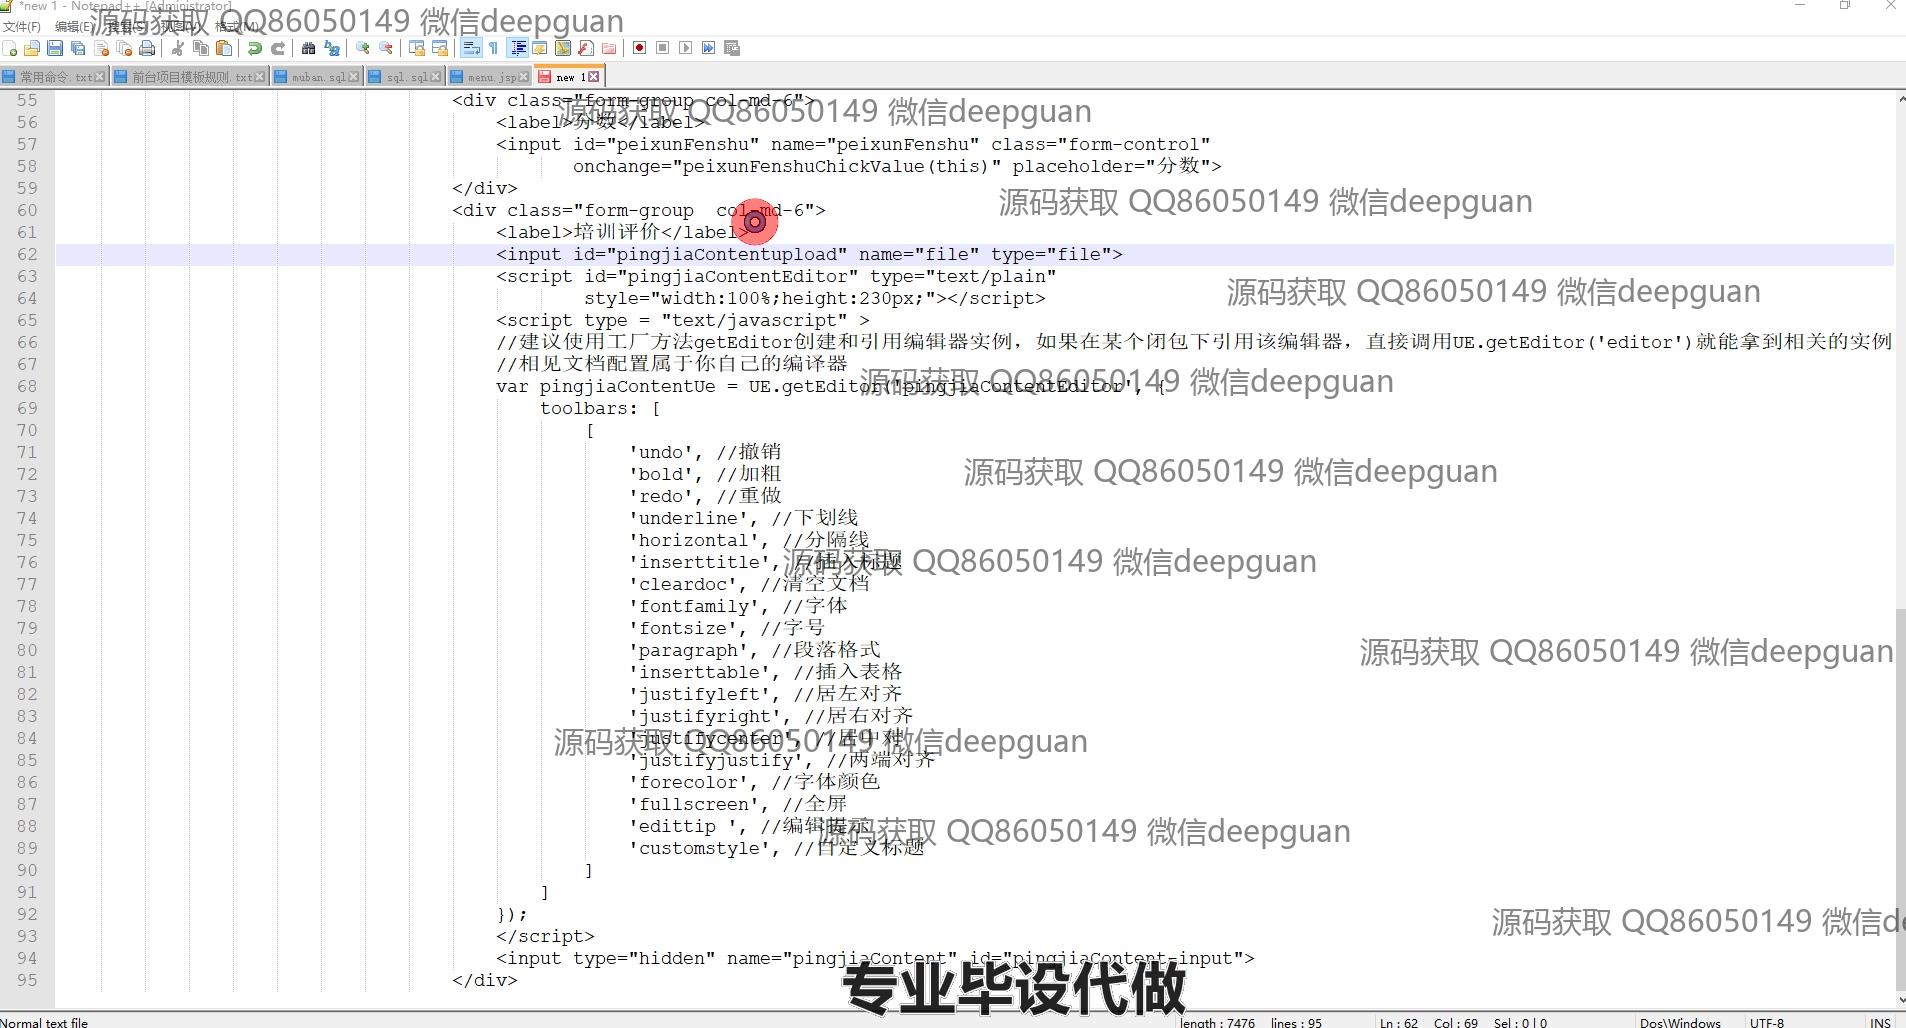 *new 1 - Notepad++ [Administrator]
文件(F) 编辑(E) 搜索(S) 视图(V) 格式(M)
源码获取 QQ86050149 微信deepguan
常用命令.txt 前台项目模板规则.txt muban.sql sql.sql menu.jsp new 1
55 <div class="form-group col-md-6">
源码获取 QQ86050149 微信deepguan
56 <label>分数</label>
57 <input id="peixunFenshu" name="peixunFenshu" class="form-control"
58 onchange="peixunFenshuChickValue(this)" placeholder="分数">
59 </div>
源码获取 QQ86050149 微信deepguan
60 <div class="form-group  col-md-6">
61 <label>培训评价</label>
62 <input id="pingjiaContentupload" name="file" type="file">
63 <script id="pingjiaContentEditor" type="text/plain"
源码获取 QQ86050149 微信deepguan
64 style="width:100%;height:230px;"></script>
65 <script type = "text/javascript" >
66 //建议使用工厂方法getEditor创建和引用编辑器实例，如果在某个闭包下引用该编辑器，直接调用UE.getEditor('editor')就能拿到相关的实例
67 //相见文档配置属于你自己的编译器
源码获取 QQ86050149 微信deepguan
68 var pingjiaContentUe = UE.getEditor('pingjiaContentEditor', {
69 toolbars: [
70 [
71 'undo', //撤销
72 'bold', //加粗
源码获取 QQ86050149 微信deepguan
73 'redo', //重做
74 'underline', //下划线
75 'horizontal', //分隔线
76 'inserttitle', //插入标题
源码获取 QQ86050149 微信deepguan
77 'cleardoc', //清空文档
78 'fontfamily', //字体
79 'fontsize', //字号
80 'paragraph', //段落格式
源码获取 QQ86050149 微信deepguan
81 'inserttable', //插入表格
82 'justifyleft', //居左对齐
83 'justifyright', //居右对齐
84 'justifycenter', //居中对
源码获取 QQ86050149 微信deepguan
85 'justifyjustify', //两端对齐
86 'forecolor', //字体颜色
87 'fullscreen', //全屏
88 'edittip ', //编辑提示
源码获取 QQ86050149 微信deepguan
89 'customstyle', //自定义标题
90 ]
91 ]
92 });
源码获取 QQ86050149 微信de
93 </script>
94 <input type="hidden" name="pingjiaContent" id="pingjiaContent-input">
95 </div>
专业毕设代做
Normal text file length : 7476 lines : 95 Ln : 62 Col : 69 Sel : 0 | 0 Dos\Windows UTF-8 INS